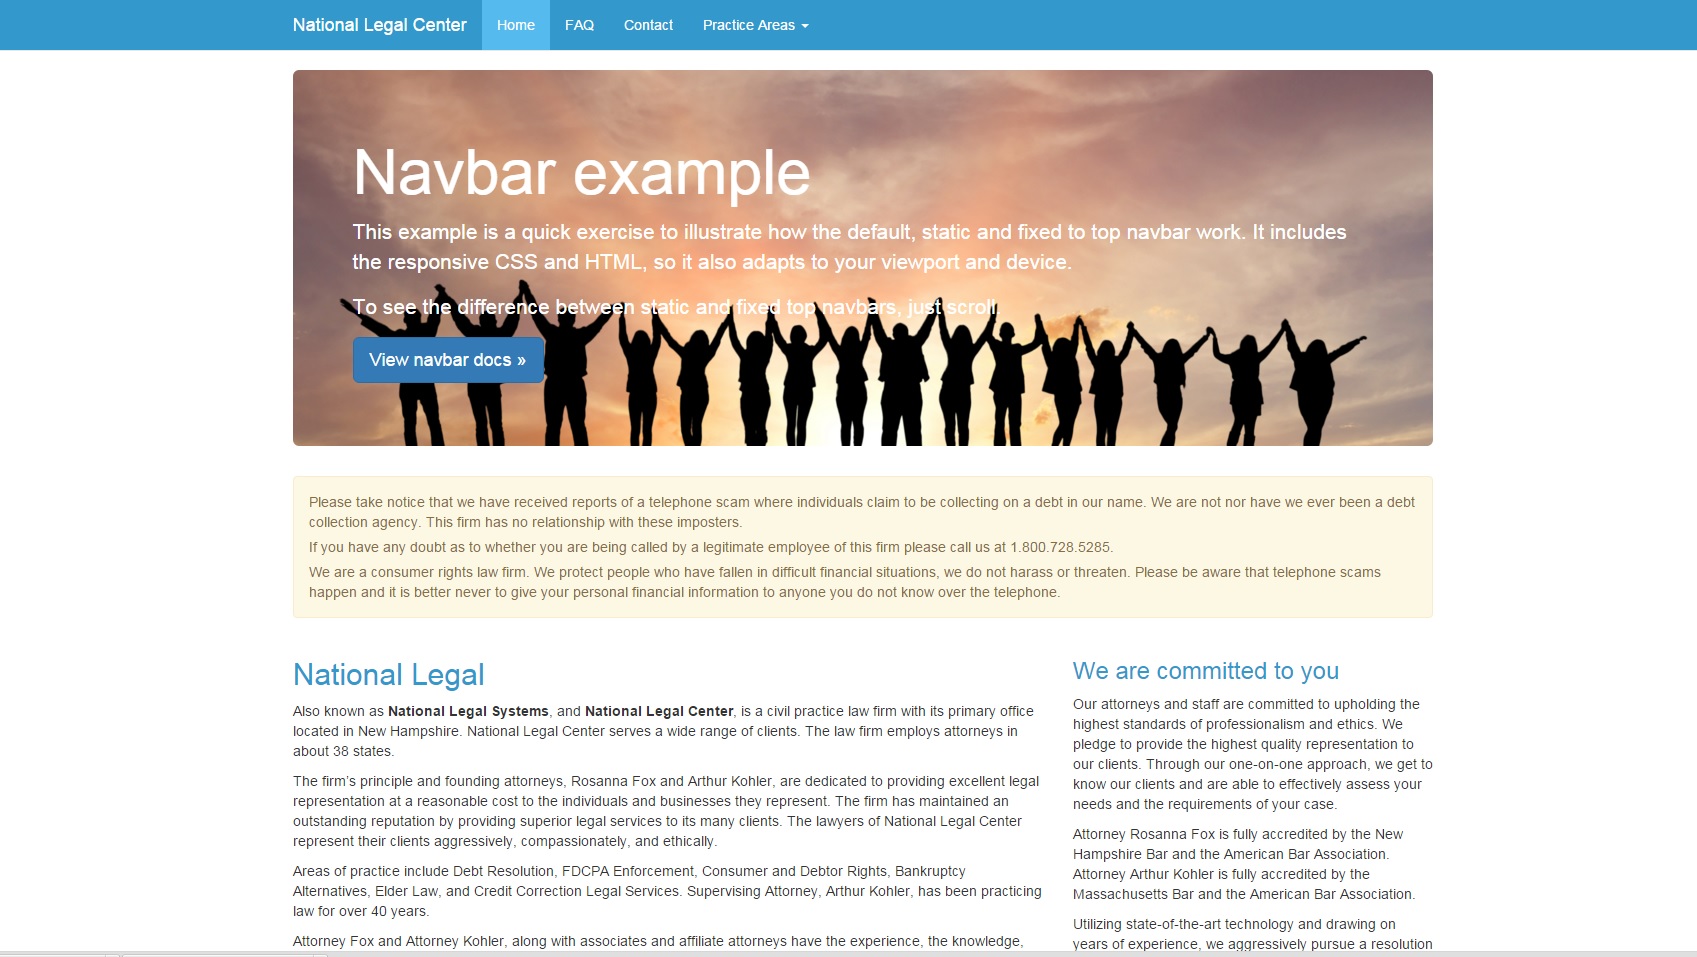 National Legal Center Home FAQ Contact Practice Areas
Navbar example
This example is a quick exercise to illustrate how the default, static and fixed to top navbar work. It includes
the responsive CSS and HTML, so it also adapts to your viewport and device.
To see the difference between static and fixed top navbars, just scroll.
View navbar docs »
Please take notice that we have received reports of a telephone scam where individuals claim to be collecting on a debt in our name. We are not nor have we ever been a debt
collection agency. This firm has no relationship with these imposters.
If you have any doubt as to whether you are being called by a legitimate employee of this firm please call us at 1.800.728.5285.
We are a consumer rights law firm. We protect people who have fallen in difficult financial situations, we do not harass or threaten. Please be aware that telephone scams
happen and it is better never to give your personal financial information to anyone you do not know over the telephone.
National Legal
Also known as National Legal Systems, and National Legal Center, is a civil practice law firm with its primary office
located in New Hampshire. National Legal Center serves a wide range of clients. The law firm employs attorneys in
about 38 states.
The firm's principle and founding attorneys, Rosanna Fox and Arthur Kohler, are dedicated to providing excellent legal
representation at a reasonable cost to the individuals and businesses they represent. The firm has maintained an
outstanding reputation by providing superior legal services to its many clients. The lawyers of National Legal Center
represent their clients aggressively, compassionately, and ethically.
Areas of practice include Debt Resolution, FDCPA Enforcement, Consumer and Debtor Rights, Bankruptcy
Alternatives, Elder Law, and Credit Correction Legal Services. Supervising Attorney, Arthur Kohler, has been practicing
law for over 40 years.
Attorney Fox and Attorney Kohler, along with associates and affiliate attorneys have the experience, the knowledge,
We are committed to you
Our attorneys and staff are committed to upholding the
highest standards of professionalism and ethics. We
pledge to provide the highest quality representation to
our clients. Through our one-on-one approach, we get to
know our clients and are able to effectively assess your
needs and the requirements of your case.
Attorney Rosanna Fox is fully accredited by the New
Hampshire Bar and the American Bar Association.
Attorney Arthur Kohler is fully accredited by the
Massachusetts Bar and the American Bar Association.
Utilizing state-of-the-art technology and drawing on
years of experience, we aggressively pursue a resolution